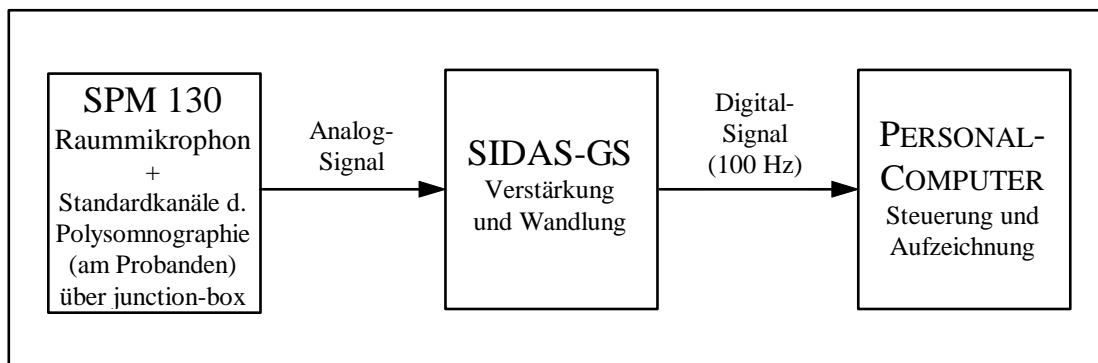 SPM 130
Raummikrophon
+
Standardkanäle d.
Polysomnographie
(am Probanden)
über junction-box
Analog-
Signal
SIDAS-GS
Verstärkung
und Wandlung
Digital-
Signal
(100 Hz)
PERSONAL-
COMPUTER
Steuerung und
Aufzeichnung